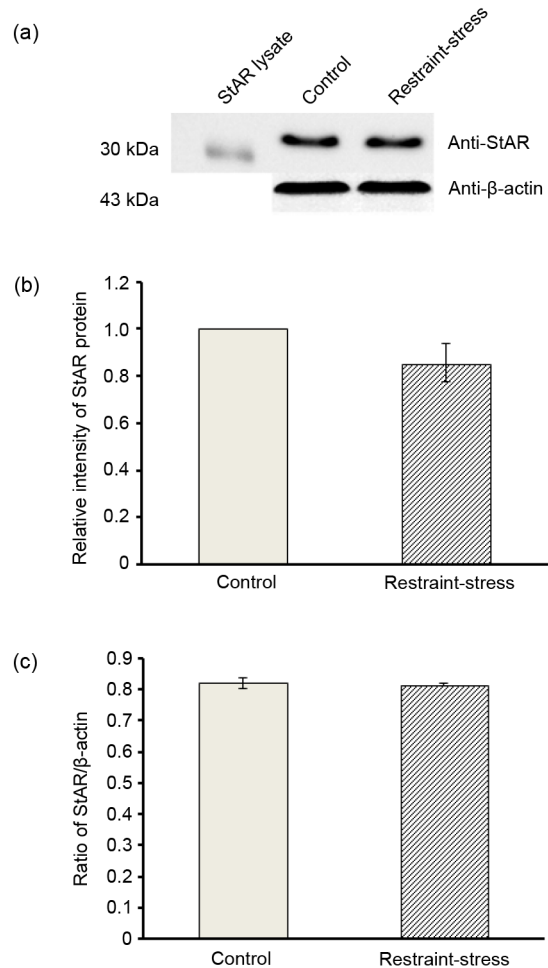 (a)
StAR lysate
Control
Restraint-stress
30 kDa
Anti-StAR
43 kDa
Anti-β-actin
(b)
Relative intensity of StAR protein
1.2
1.0
0.8
0.6
0.4
0.2
0
Control
Restraint-stress
(c)
Ratio of StAR/β-actin
0.9
0.8
0.7
0.6
0.5
0.4
0.3
0.2
0.1
0
Control
Restraint-stress